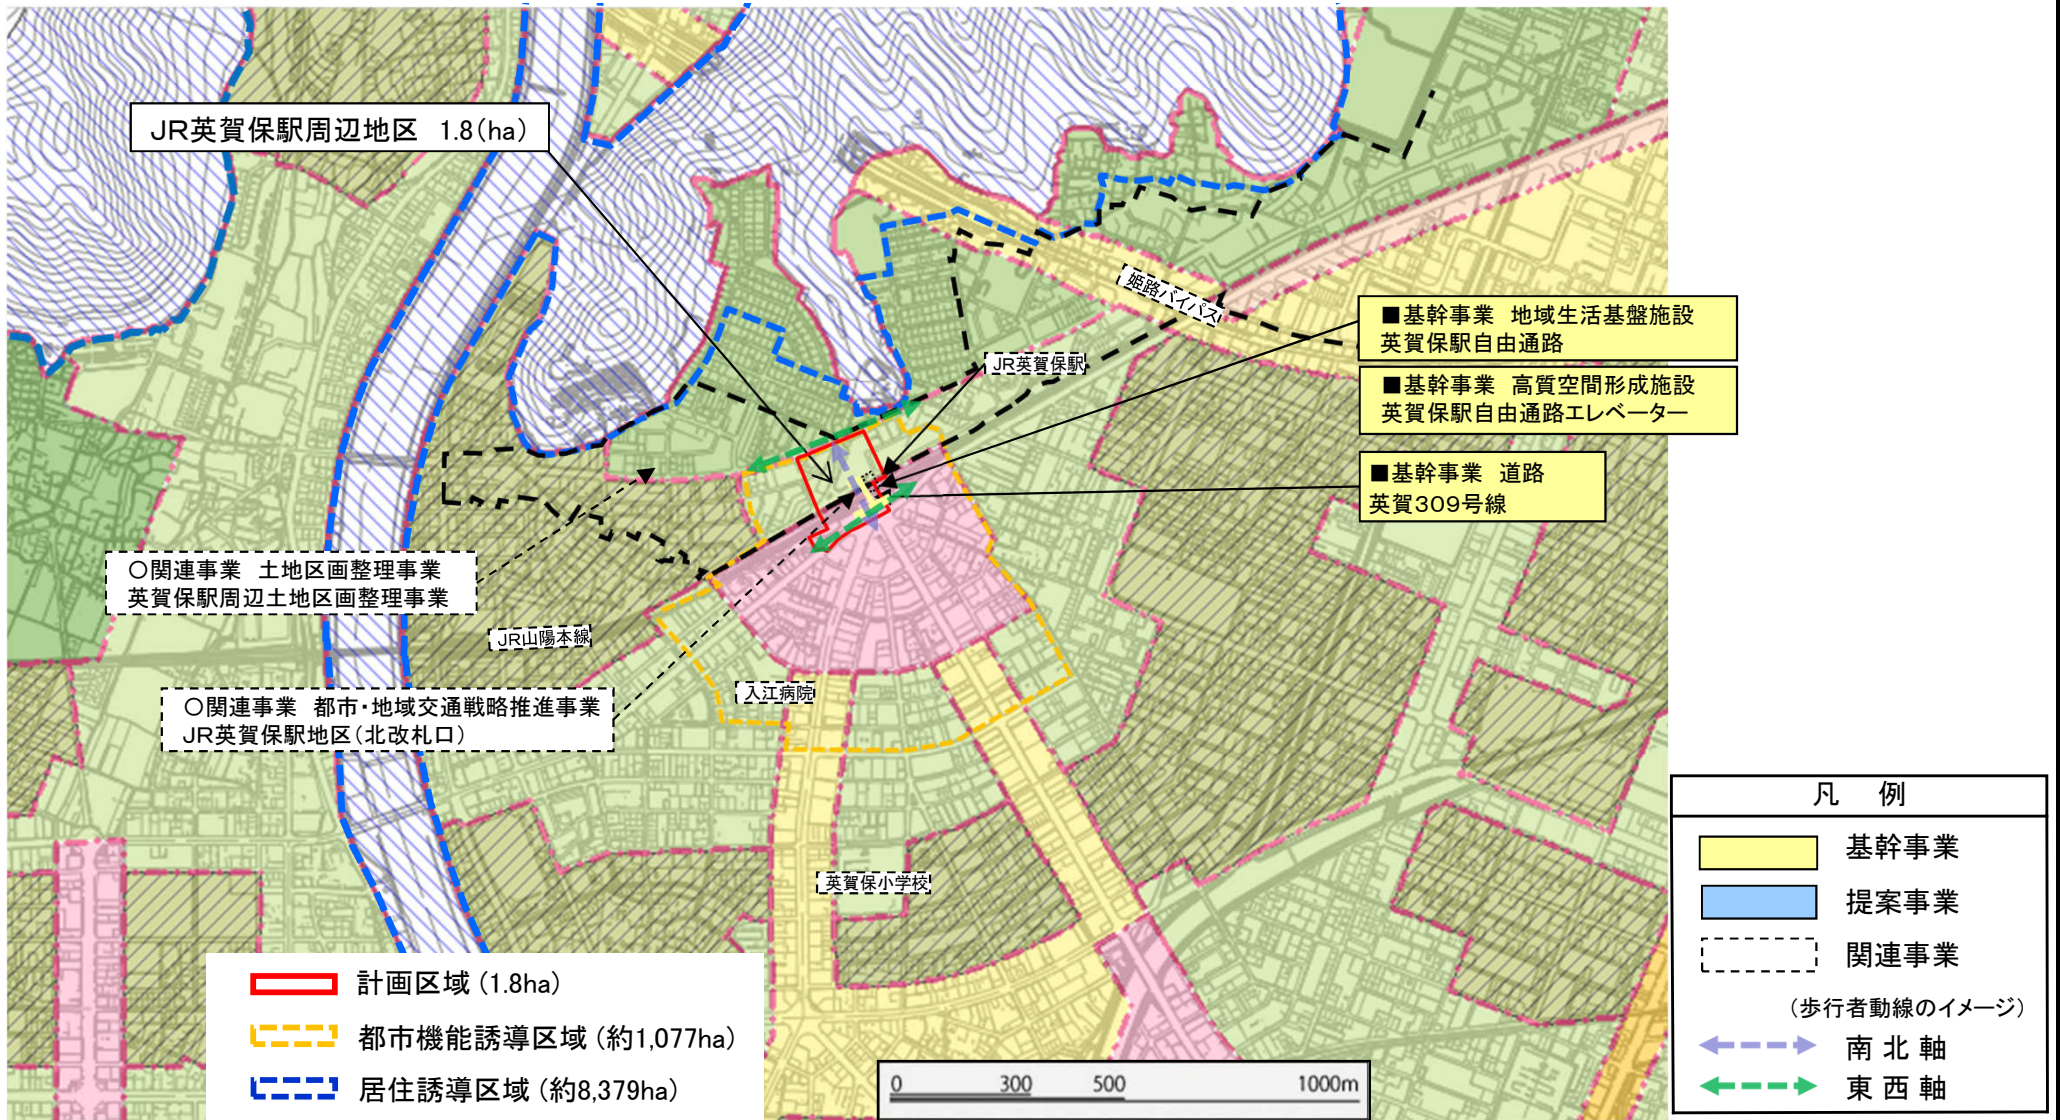 JR英賀保駅周辺地区 1.8(ha)
姫路バイパス
■基幹事業 地域生活基盤施設
英賀保駅自由通路
JR英賀保駅
■基幹事業 高質空間形成施設
英賀保駅自由通路エレベーター
■基幹事業 道路
英賀309号線
○関連事業 土地区画整理事業
英賀保駅周辺土地区画整理事業
JR山陽本線
○関連事業 都市・地域交通戦略推進事業
JR英賀保駅地区(北改札口)
入江病院
英賀保小学校
計画区域 (1.8ha)
都市機能誘導区域 (約1,077ha)
居住誘導区域 (約8,379ha)
0 300 500 1000m
凡 例
基幹事業
提案事業
関連事業
(歩行者動線のイメージ)
南 北 軸
東 西 軸